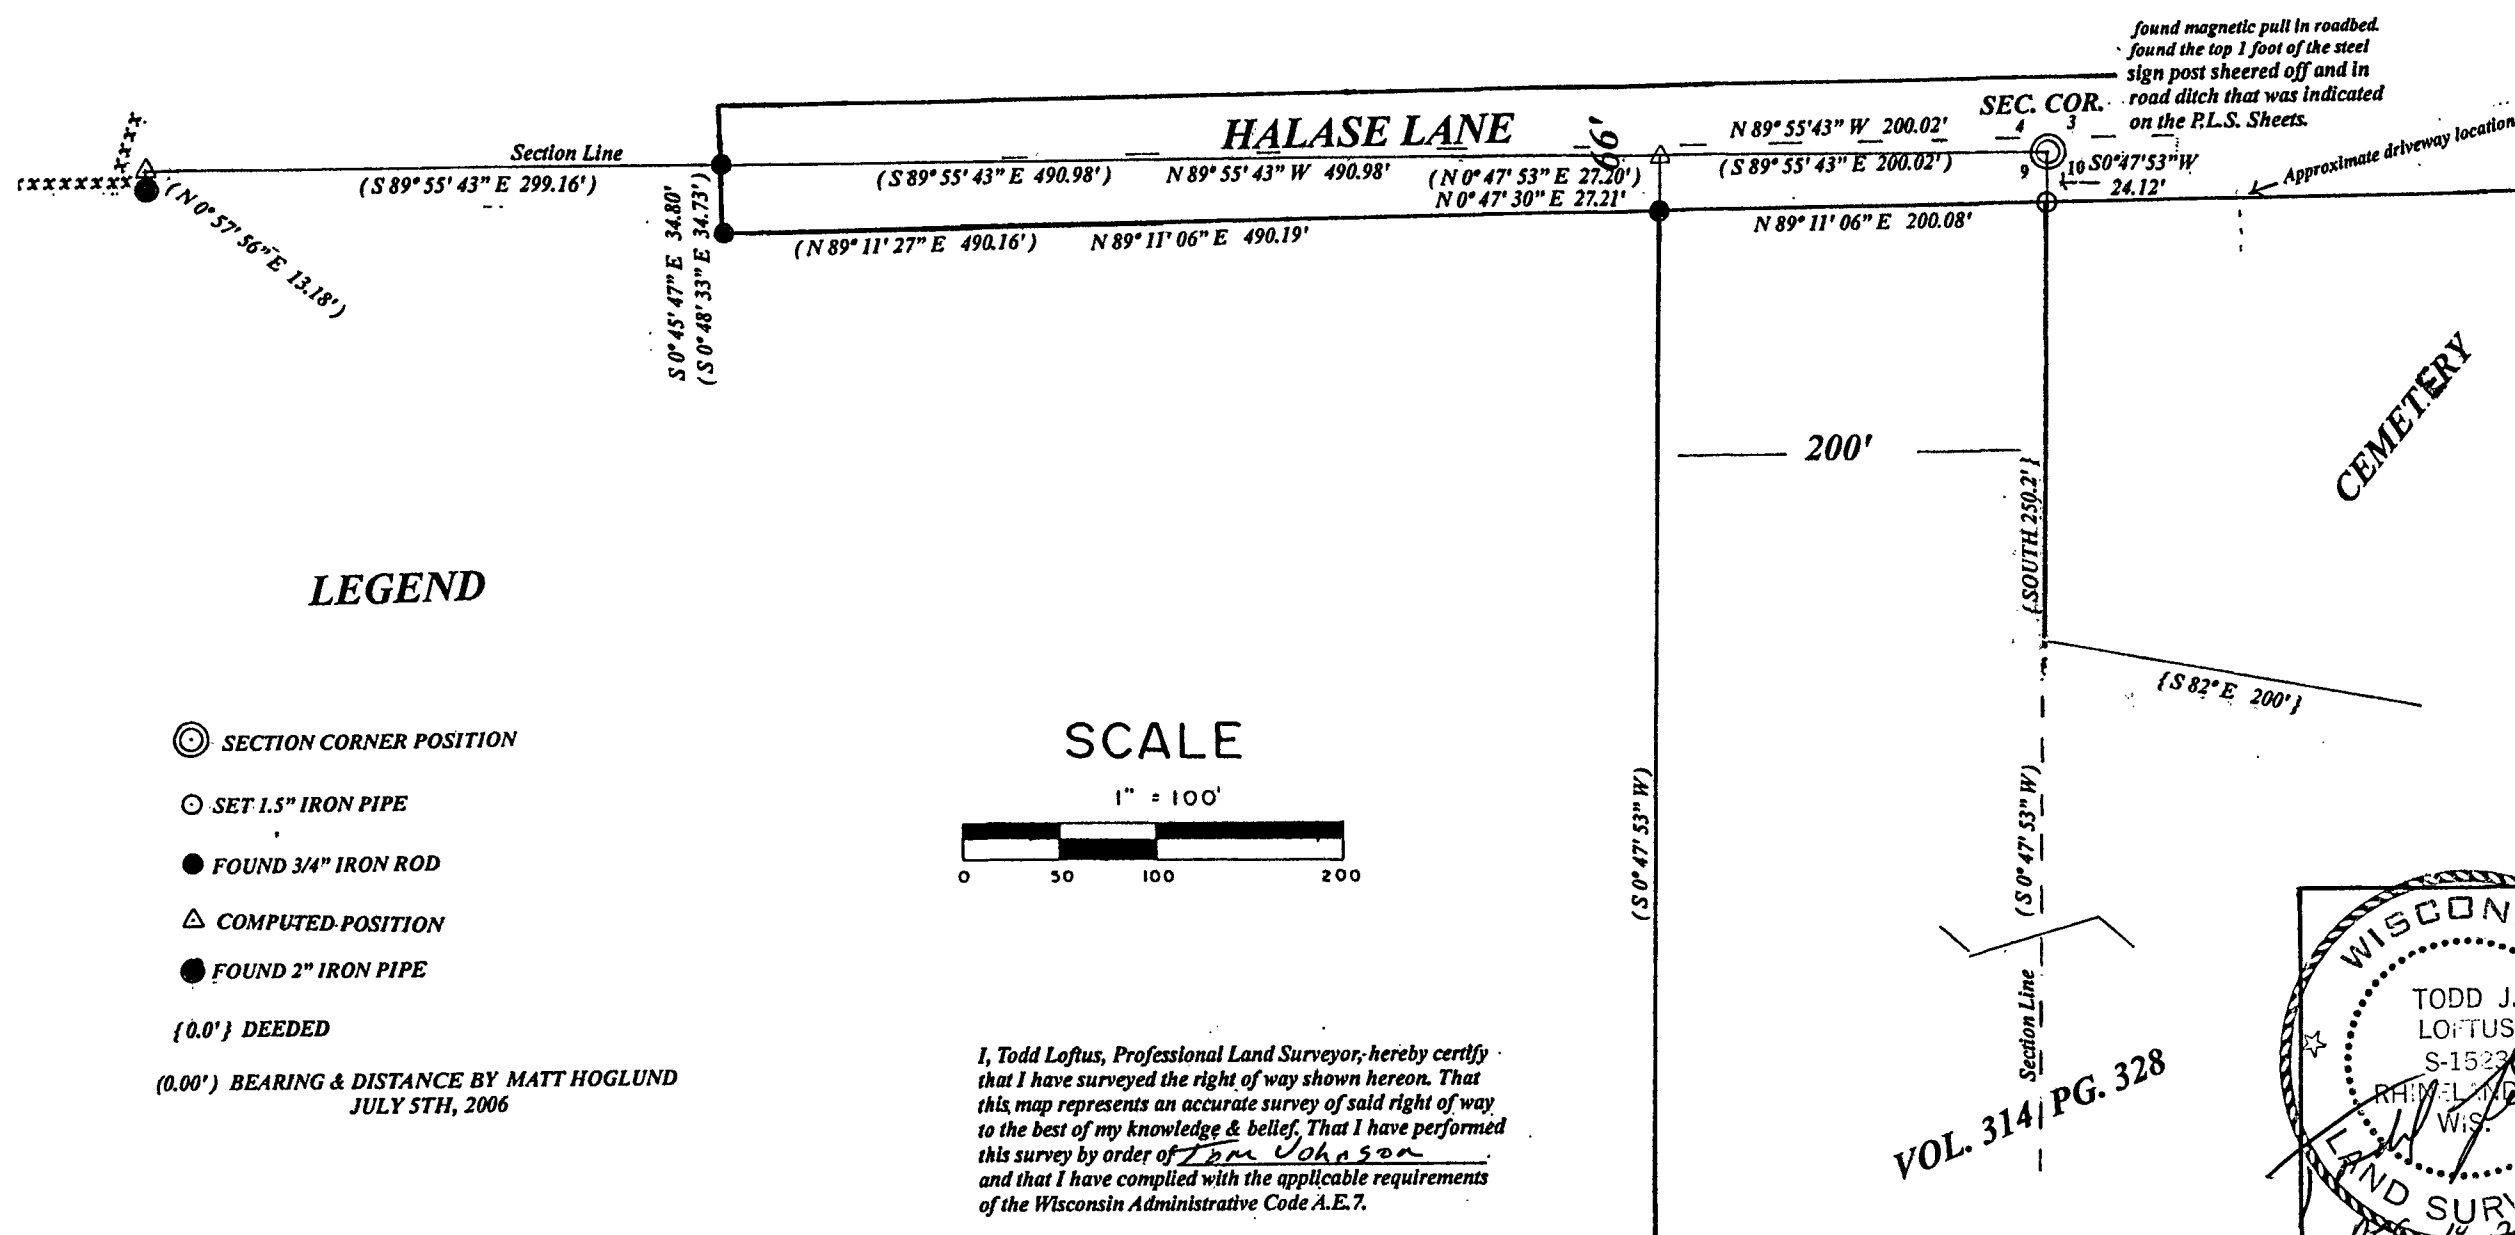 found magnetic pull in roadbed.
found the top 1 foot of the steel
sign post sheered off and in
road ditch that was indicated
on the P.L.S. Sheets.
SEC. COR.
HALASE LANE
66'
N 89° 55'43" W 200.02'
4
3
Section Line
(S 89° 55' 43" E 299.16')
(S 89° 55' 43" E 490.98')
N 89° 55'43" W 490.98'
(N 0° 47' 53" E 27.20')
(S 89° 55' 43" E 200.02')
9
10
S0°47'53"W
24.12'
Approximate driveway location
xxxxx
xxxxxxxx
(N 0° 57' 56" E 13.18')
N 0° 47' 30" E 27.21'
S 0° 45' 47" E 34.80'
(S 0° 48' 33" E 34.73')
(N 89° 11' 27" E 490.16')
N 89° 11' 06" E 490.19'
N 89° 11' 06" E 200.08'
CEMETERY
200'
{SOUTH 250.2'}
{S 82° E 200'}
LEGEND
SECTION CORNER POSITION
SET 1.5" IRON PIPE
FOUND 3/4" IRON ROD
COMPUTED POSITION
FOUND 2" IRON PIPE
{0.0'} DEEDED
(0.00') BEARING & DISTANCE BY MATT HOGLUND
JULY 5TH, 2006
SCALE
1" = 100'
0 50 100 200
(S 0° 47' 53" W)
(S 0° 47' 53" W)
Section Line
VOL. 314 PG. 328
I, Todd Loftus, Professional Land Surveyor, hereby certify
that I have surveyed the right of way shown hereon. That
this map represents an accurate survey of said right of way
to the best of my knowledge & belief. That I have performed
this survey by order of Tom Johnson
and that I have complied with the applicable requirements
of the Wisconsin Administrative Code A.E.7.
WISCON
TODD J.
LOFTUS
S-1523
RHINELAND
WIS.
LAND SURV